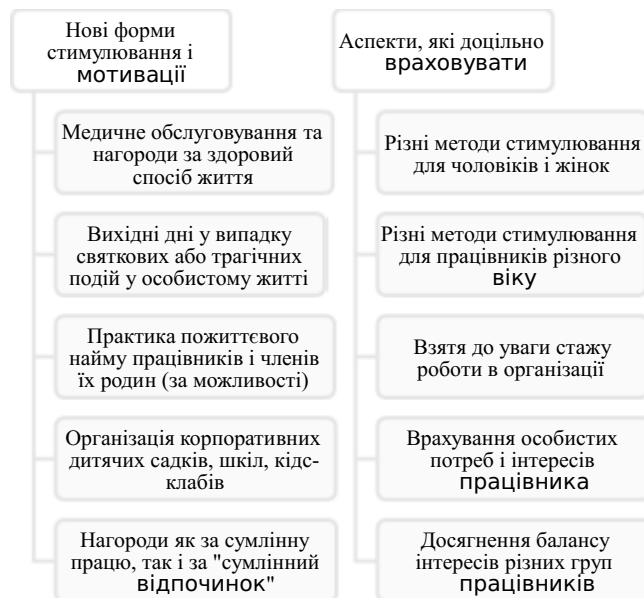 Нові форми
стимулювання і
мотивації
Медичне обслуговування та
нагороди за здоровий
спосіб життя
Вихідні дні у випадку
святкових або трагічних
подій у особистому житті
Практика пожиттєвого
найму працівників і членів
їх родин (за можливості)
Організація корпоративних
дитячих садків, шкіл, кідс-
клабів
Нагороди як за сумлінну
працю, так і за "сумлінний
відпочинок"
Аспекти, які доцільно
враховувати
Різні методи стимулювання
для чоловіків і жінок
Різні методи стимулювання
для працівників різного
віку
Взятя до уваги стажу
роботи в організації
Врахування особистих
потреб і інтересів
працівника
Досягнення балансу
інтересів різних груп
працівників